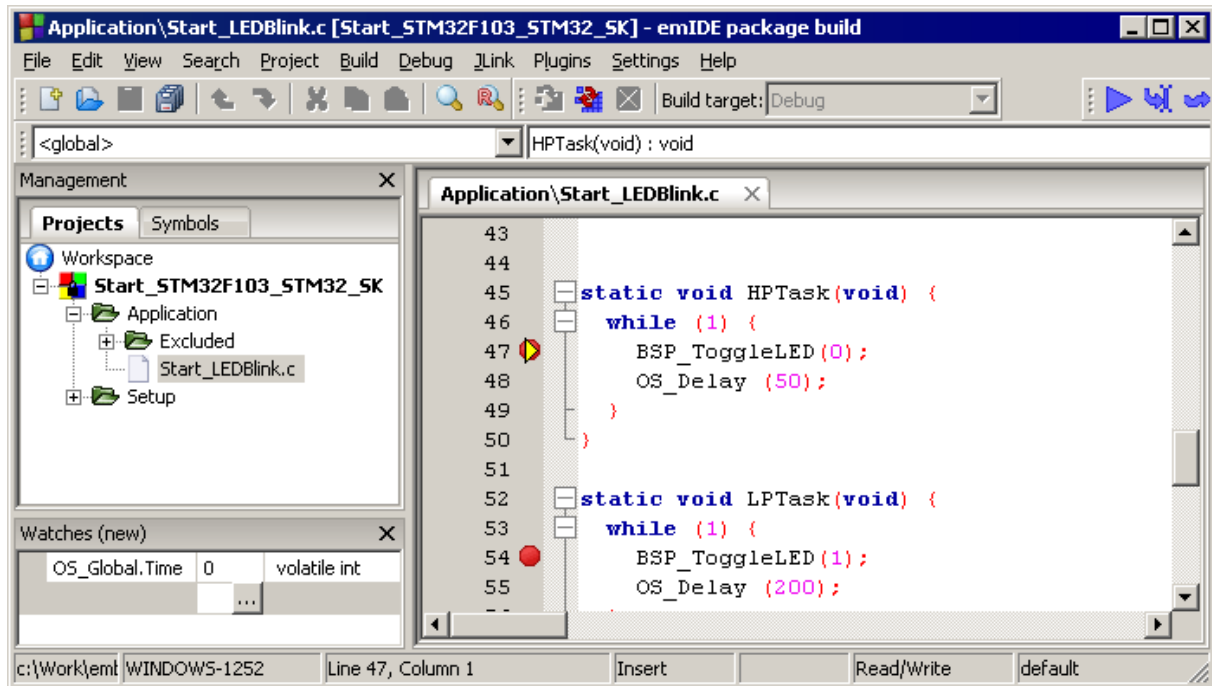 Application\Start_LEDBlink.c [Start_STM32F103_STM32_SK] - emIDE package build
File Edit View Search Project Build Debug JLink Plugins Settings Help
Build target: Debug
<global> HPTask(void) : void
Management
Projects Symbols
Workspace
Start_STM32F103_STM32_SK
Application
Excluded
Start_LEDBlink.c
Setup
Watches (new)
OS_Global.Time 0 volatile int
...
Application\Start_LEDBlink.c
43
44
45 static void HPTask(void) {
46 while (1) {
47 BSP_ToggleLED(0);
48 OS_Delay (50);
49 }
50 }
51
52 static void LPTask(void) {
53 while (1) {
54 BSP_ToggleLED(1);
55 OS_Delay (200);
c:\Work\emb WINDOWS-1252 Line 47, Column 1 Insert Read/Write default